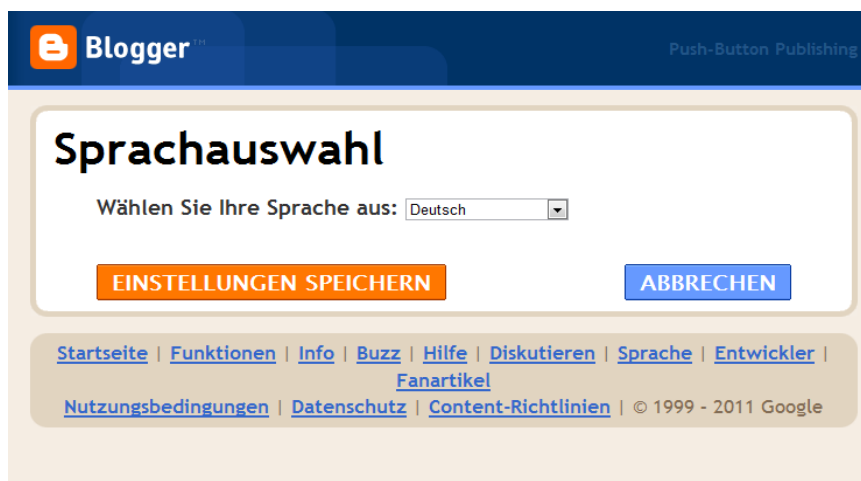 Blogger™ Push-Button Publishing
Sprachauswahl
Wählen Sie Ihre Sprache aus: Deutsch
EINSTELLUNGEN SPEICHERN ABBRECHEN
Startseite | Funktionen | Info | Buzz | Hilfe | Diskutieren | Sprache | Entwickler |
Fanartikel
Nutzungsbedingungen | Datenschutz | Content-Richtlinien | © 1999 - 2011 Google